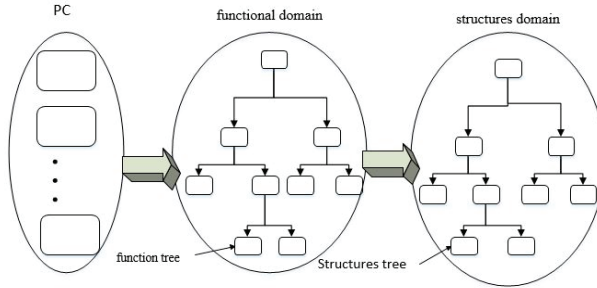 PC
functional domain
structures domain
function tree
Structures tree